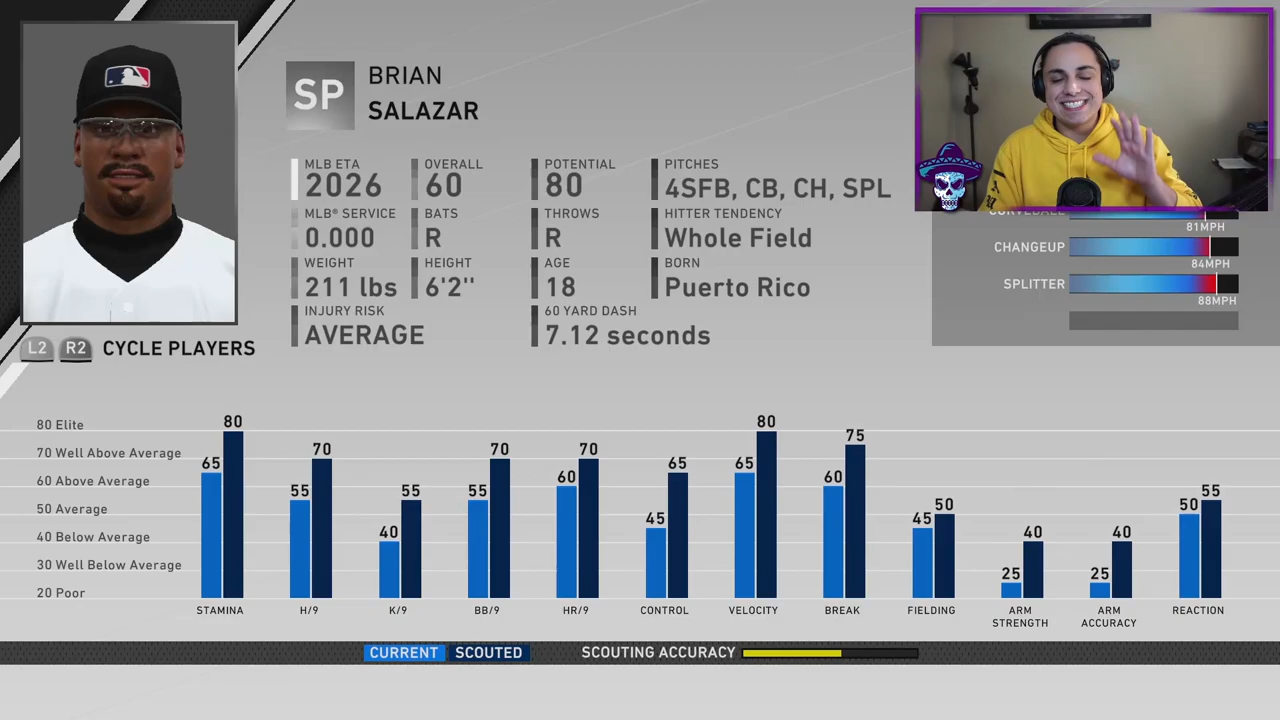 SP
BRIAN
SALAZAR
MLB ETA
2026
OVERALL
60
POTENTIAL
80
PITCHES
4SFB, CB, CH, SPL
MLB® SERVICE
0.000
BATS
R
THROWS
R
HITTER TENDENCY
Whole Field
WEIGHT
211 lbs
HEIGHT
6'2''
AGE
18
BORN
Puerto Rico
INJURY RISK
AVERAGE
60 YARD DASH
7.12 seconds
CURVEBALL
81MPH
CHANGEUP
84MPH
SPLITTER
88MPH
L2 R2 CYCLE PLAYERS
80 Elite
70 Well Above Average
60 Above Average
50 Average
40 Below Average
30 Well Below Average
20 Poor
65 80
55 70
40 55
55 70
60 70
45 65
65 80
60 75
45 50
25 40
25 40
50 55
STAMINA
H/9
K/9
BB/9
HR/9
CONTROL
VELOCITY
BREAK
FIELDING
ARM
STRENGTH
ARM
ACCURACY
REACTION
CURRENT SCOUTED SCOUTING ACCURACY